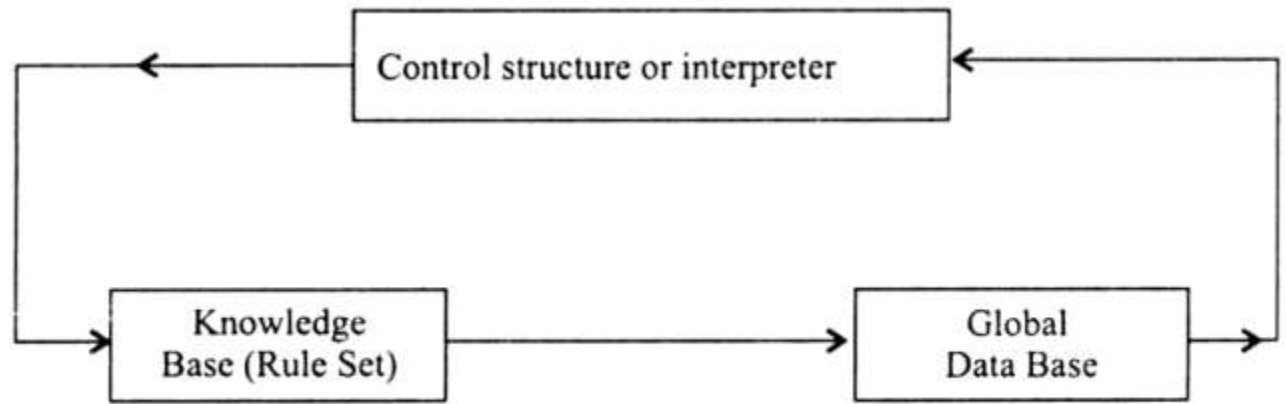 Control structure or interpreter
Knowledge
Base (Rule Set)
Global
Data Base